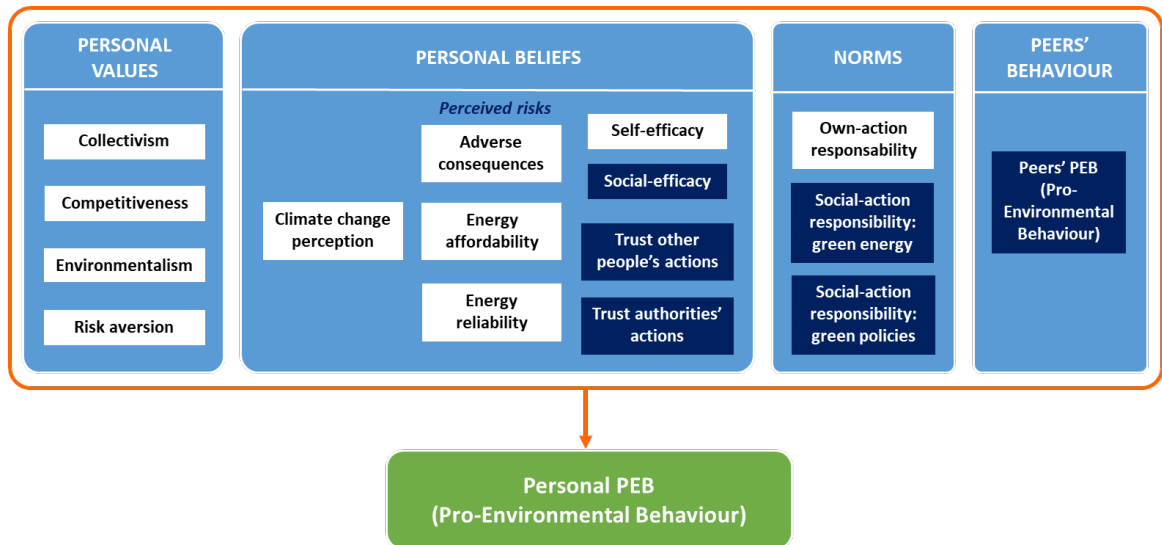 PERSONAL
VALUES
Collectivism
Competitiveness
Environmentalism
Risk aversion
PERSONAL BELIEFS
Climate change
perception
Perceived risks
Adverse
consequences
Energy
affordability
Energy
reliability
Self-efficacy
Social-efficacy
Trust other
people's actions
Trust authorities'
actions
NORMS
Own-action
responsability
Social-action
responsibility:
green energy
Social-action
responsibility:
green policies
PEERS'
BEHAVIOUR
Peers' PEB
(Pro-
Environmental
Behaviour)
Personal PEB
(Pro-Environmental Behaviour)